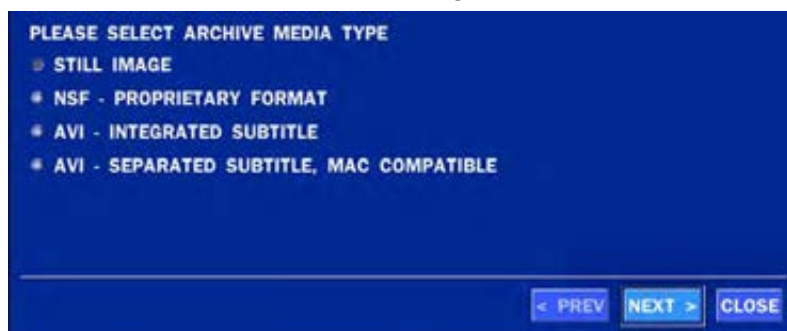 PLEASE SELECT ARCHIVE MEDIA TYPE
STILL IMAGE
NSF - PROPRIETARY FORMAT
AVI - INTEGRATED SUBTITLE
AVI - SEPARATED SUBTITLE, MAC COMPATIBLE
< PREV NEXT > CLOSE